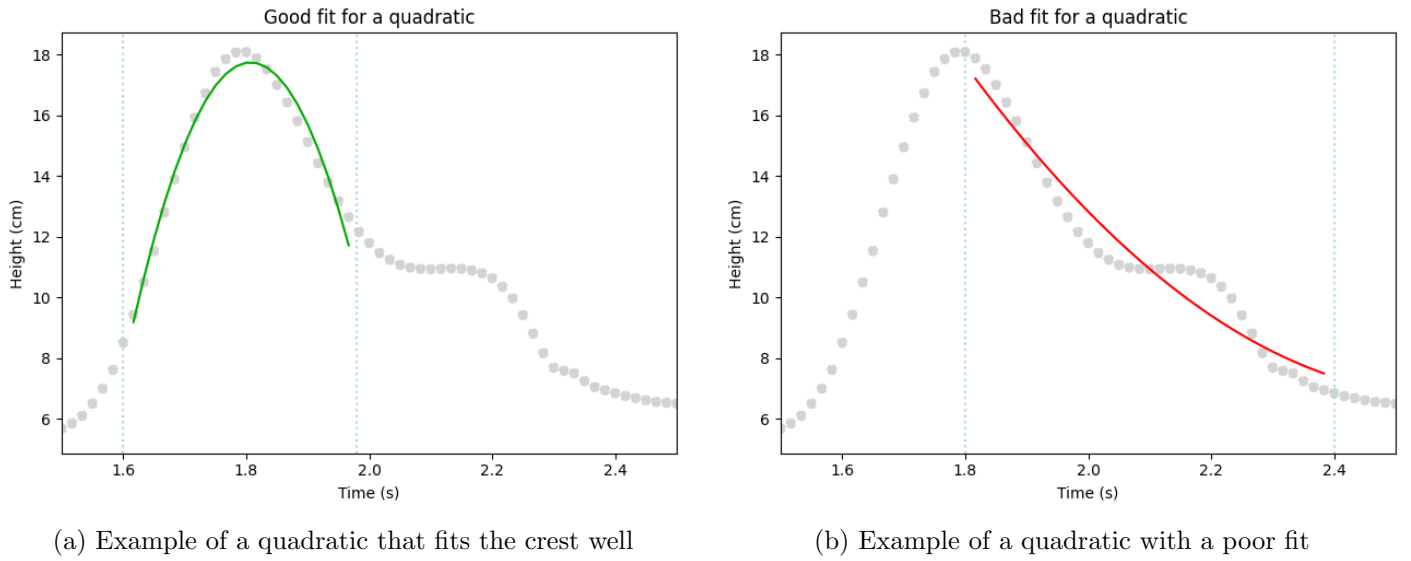 Good fit for a quadratic
Height (cm)
18
16
14
12
10
8
6
1.6 1.8 2.0 2.2 2.4
Time (s)
(a) Example of a quadratic that fits the crest well
Bad fit for a quadratic
Height (cm)
18
16
14
12
10
8
6
1.6 1.8 2.0 2.2 2.4
Time (s)
(b) Example of a quadratic with a poor fit